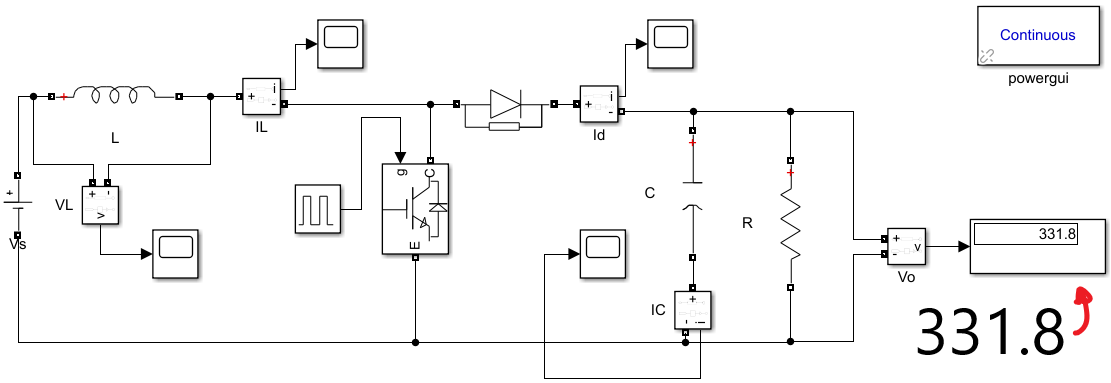 Continuous
powergui
i
+
-
IL
i
+
-
Id
L
+
-
v
VL
+
Vs
g
C
E
C
R
+
-
i
IC
+
-
v
Vo
331.8
331.8